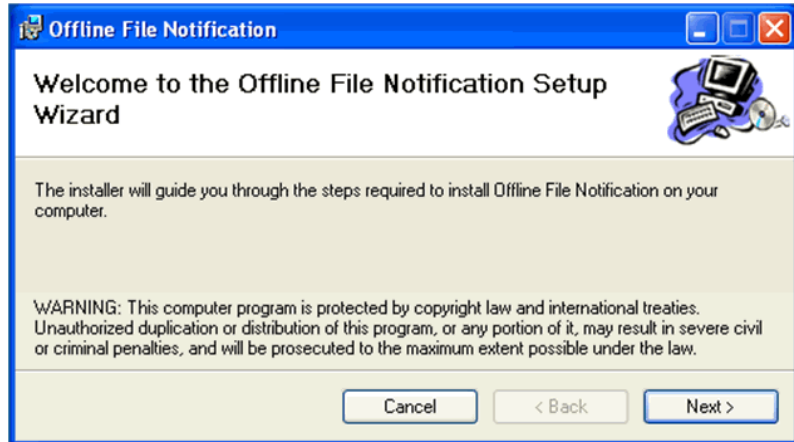 Offline File Notification
Welcome to the Offline File Notification Setup
Wizard
The installer will guide you through the steps required to install Offline File Notification on your
computer.
WARNING: This computer program is protected by copyright law and international treaties.
Unauthorized duplication or distribution of this program, or any portion of it, may result in severe civil
or criminal penalties, and will be prosecuted to the maximum extent possible under the law.
Cancel < Back Next >